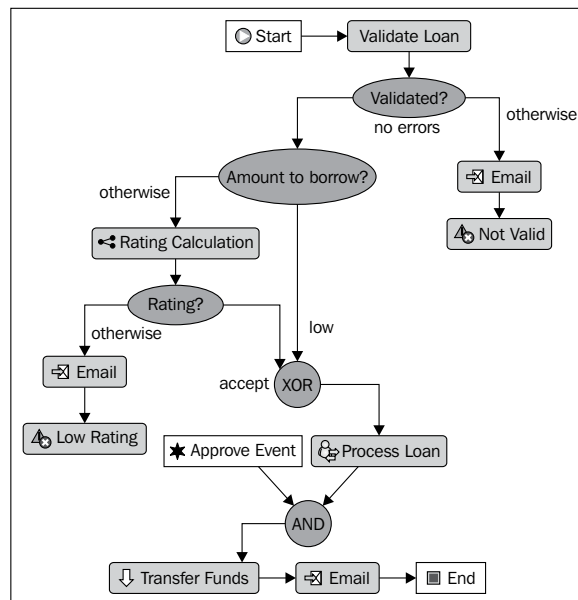 Start
Validate Loan
Validated?
no errors
otherwise
Amount to borrow?
Email
otherwise
Rating Calculation
Not Valid
Rating?
otherwise
low
Email
accept
XOR
Low Rating
Approve Event
Process Loan
AND
Transfer Funds
Email
End